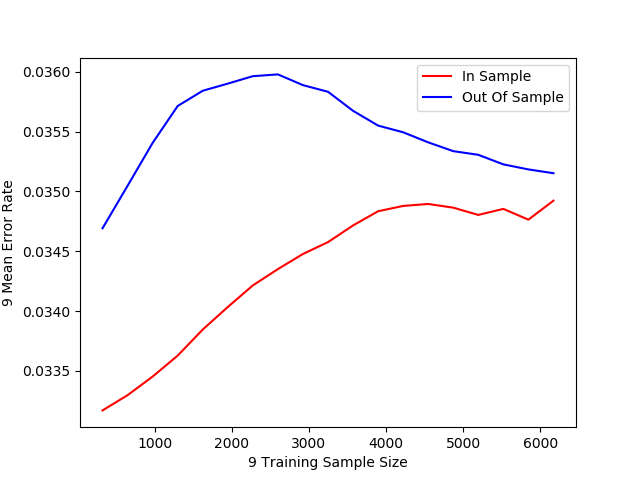 In Sample
Out Of Sample
9 Mean Error Rate
0.0360
0.0355
0.0350
0.0345
0.0340
0.0335
1000 2000 3000 4000 5000 6000
9 Training Sample Size